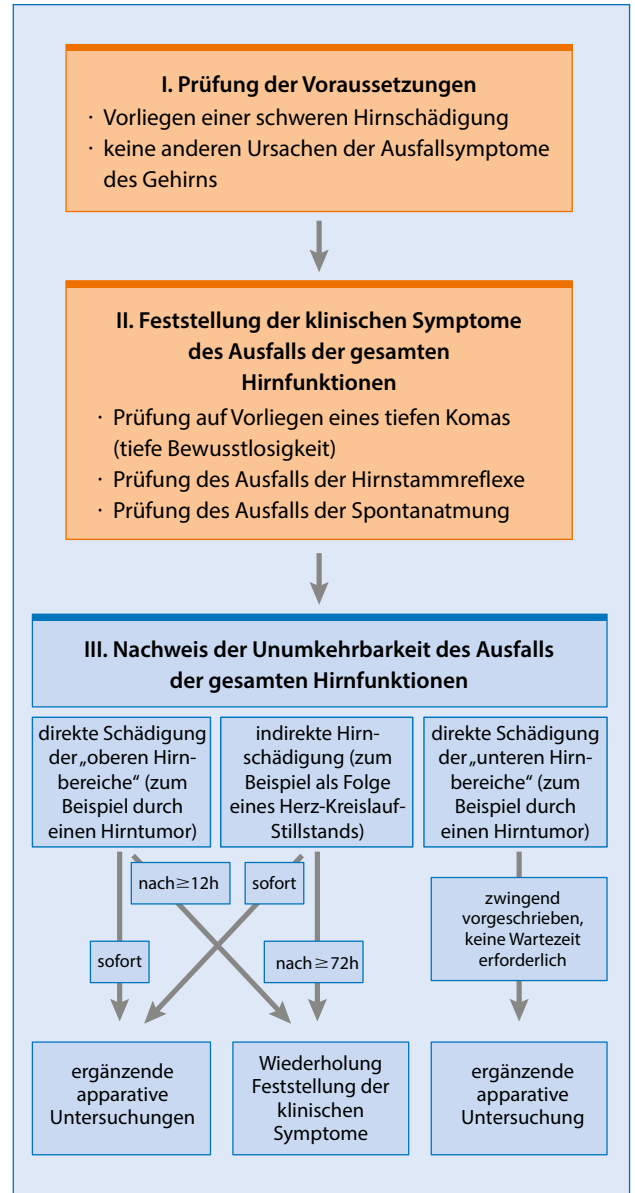 I. Prüfung der Voraussetzungen
· Vorliegen einer schweren Hirnschädigung
· keine anderen Ursachen der Ausfallsymptome
des Gehirns
II. Feststellung der klinischen Symptome
des Ausfalls der gesamten
Hirnfunktionen
· Prüfung auf Vorliegen eines tiefen Komas
(tiefe Bewusstlosigkeit)
· Prüfung des Ausfalls der Hirnstammreflexe
· Prüfung des Ausfalls der Spontanatmung
III. Nachweis der Unumkehrbarkeit des Ausfalls
der gesamten Hirnfunktionen
direkte Schädigung
der „oberen Hirn-
bereiche“ (zum
Beispiel durch
einen Hirntumor)
indirekte Hirn-
schädigung (zum
Beispiel als Folge
eines Herz-Kreislauf-
Stillstands)
direkte Schädigung
der „unteren Hirn-
bereiche“ (zum
Beispiel durch
einen Hirntumor)
nach≥12h
sofort
zwingend
vorgeschrieben,
keine Wartezeit
erforderlich
sofort
nach≥72h
ergänzende
apparative
Untersuchungen
Wiederholung
Feststellung der
klinischen
Symptome
ergänzende
apparative
Untersuchung